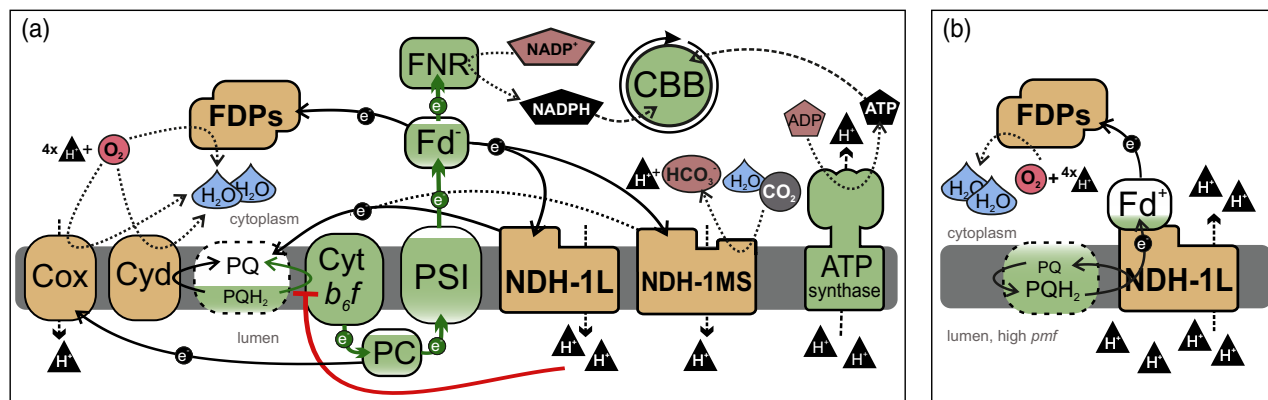 (a)
FNR
NADP⁺
NADPH
CBB
ATP
ADP
FDPs
Fd⁻
e⁻
e⁻
e
e
4x H⁺ + O₂
H₂O
H₂O
cytoplasm
H⁺ + HCO₃⁻
H₂O
CO₂
H⁺
e⁻
Cox
Cyd
PQ
PQH₂
Cyt
b₆f
PSI
NDH-1L
NDH-1MS
ATP
synthase
lumen
e
PC
e
e⁻
H⁺
H⁺
H⁺
H⁺
H⁺
H⁺
(b)
FDPs
e⁻
H₂O
H₂O
O₂ + 4x H⁺
Fd⁺
H⁺
H⁺
H⁺
cytoplasm
e⁻
PQ
PQH₂
NDH-1L
lumen, high pmf
H⁺
H⁺
H⁺
H⁺